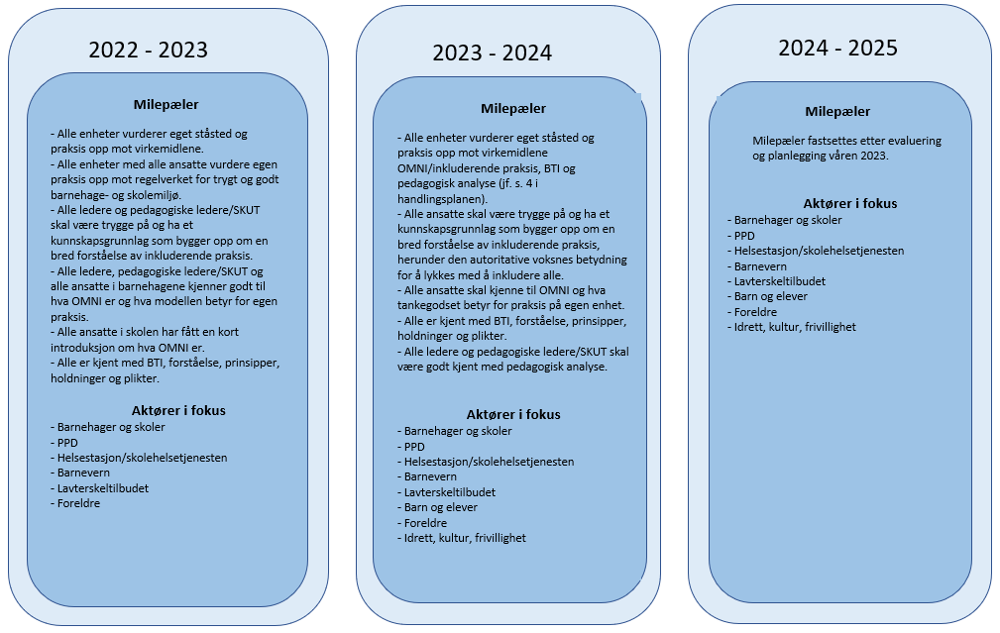 2022 - 2023
Milepæler
- Alle enheter vurderer eget ståsted og
praksis opp mot virkemidlene.
- Alle enheter med alle ansatte vurdere egen
praksis opp mot regelverket for trygt og godt
barnehage- og skolemiljø.
- Alle ledere og pedagogiske ledere/SKUT
skal være trygge på og ha et
kunnskapsgrunnlag som bygger opp om en
bred forståelse av inkluderende praksis.
- Alle ledere, pedagogiske ledere/SKUT og
alle ansatte i barnehagene kjenner godt til
hva OMNI er og hva modellen betyr for egen
praksis.
- Alle ansatte i skolen har fått en kort
introduksjon om hva OMNI er.
- Alle er kjent med BTI, forståelse, prinsipper,
holdninger og plikter.
Aktører i fokus
- Barnehager og skoler
- PPD
- Helsestasjon/skolehelsetjenesten
- Barnevern
- Lavterskeltilbudet
- Foreldre
2023 - 2024
Milepæler
- Alle enheter vurderer eget ståsted og
praksis opp mot virkemidlene
OMNI/inkluderende praksis, BTI og
pedagogisk analyse (jf. s. 4 i
handlingsplanen).
- Alle ansatte skal være trygge på og ha et
kunnskapsgrunnlag som bygger opp om en
bred forståelse av inkluderende praksis,
herunder den autoritative voksnes betydning
for å lykkes med å inkludere alle.
- Alle ansatte skal kjenne til OMNI og hva
tankegodset betyr for praksis på egen enhet.
- Alle er kjent med BTI, forståelse, prinsipper,
holdninger og plikter.
- Alle ledere og pedagogiske ledere/SKUT skal
være godt kjent med pedagogisk analyse.
Aktører i fokus
- Barnehager og skoler
- PPD
- Helsestasjon/skolehelsetjenesten
- Barnevern
- Lavterskeltilbudet
- Barn og elever
- Foreldre
- Idrett, kultur, frivillighet
2024 - 2025
Milepæler
Milepæler fastsettes etter evaluering
og planlegging våren 2023.
Aktører i fokus
- Barnehager og skoler
- PPD
- Helsestasjon/skolehelsetjenesten
- Barnevern
- Lavterskeltilbudet
- Barn og elever
- Foreldre
- Idrett, kultur, frivillighet